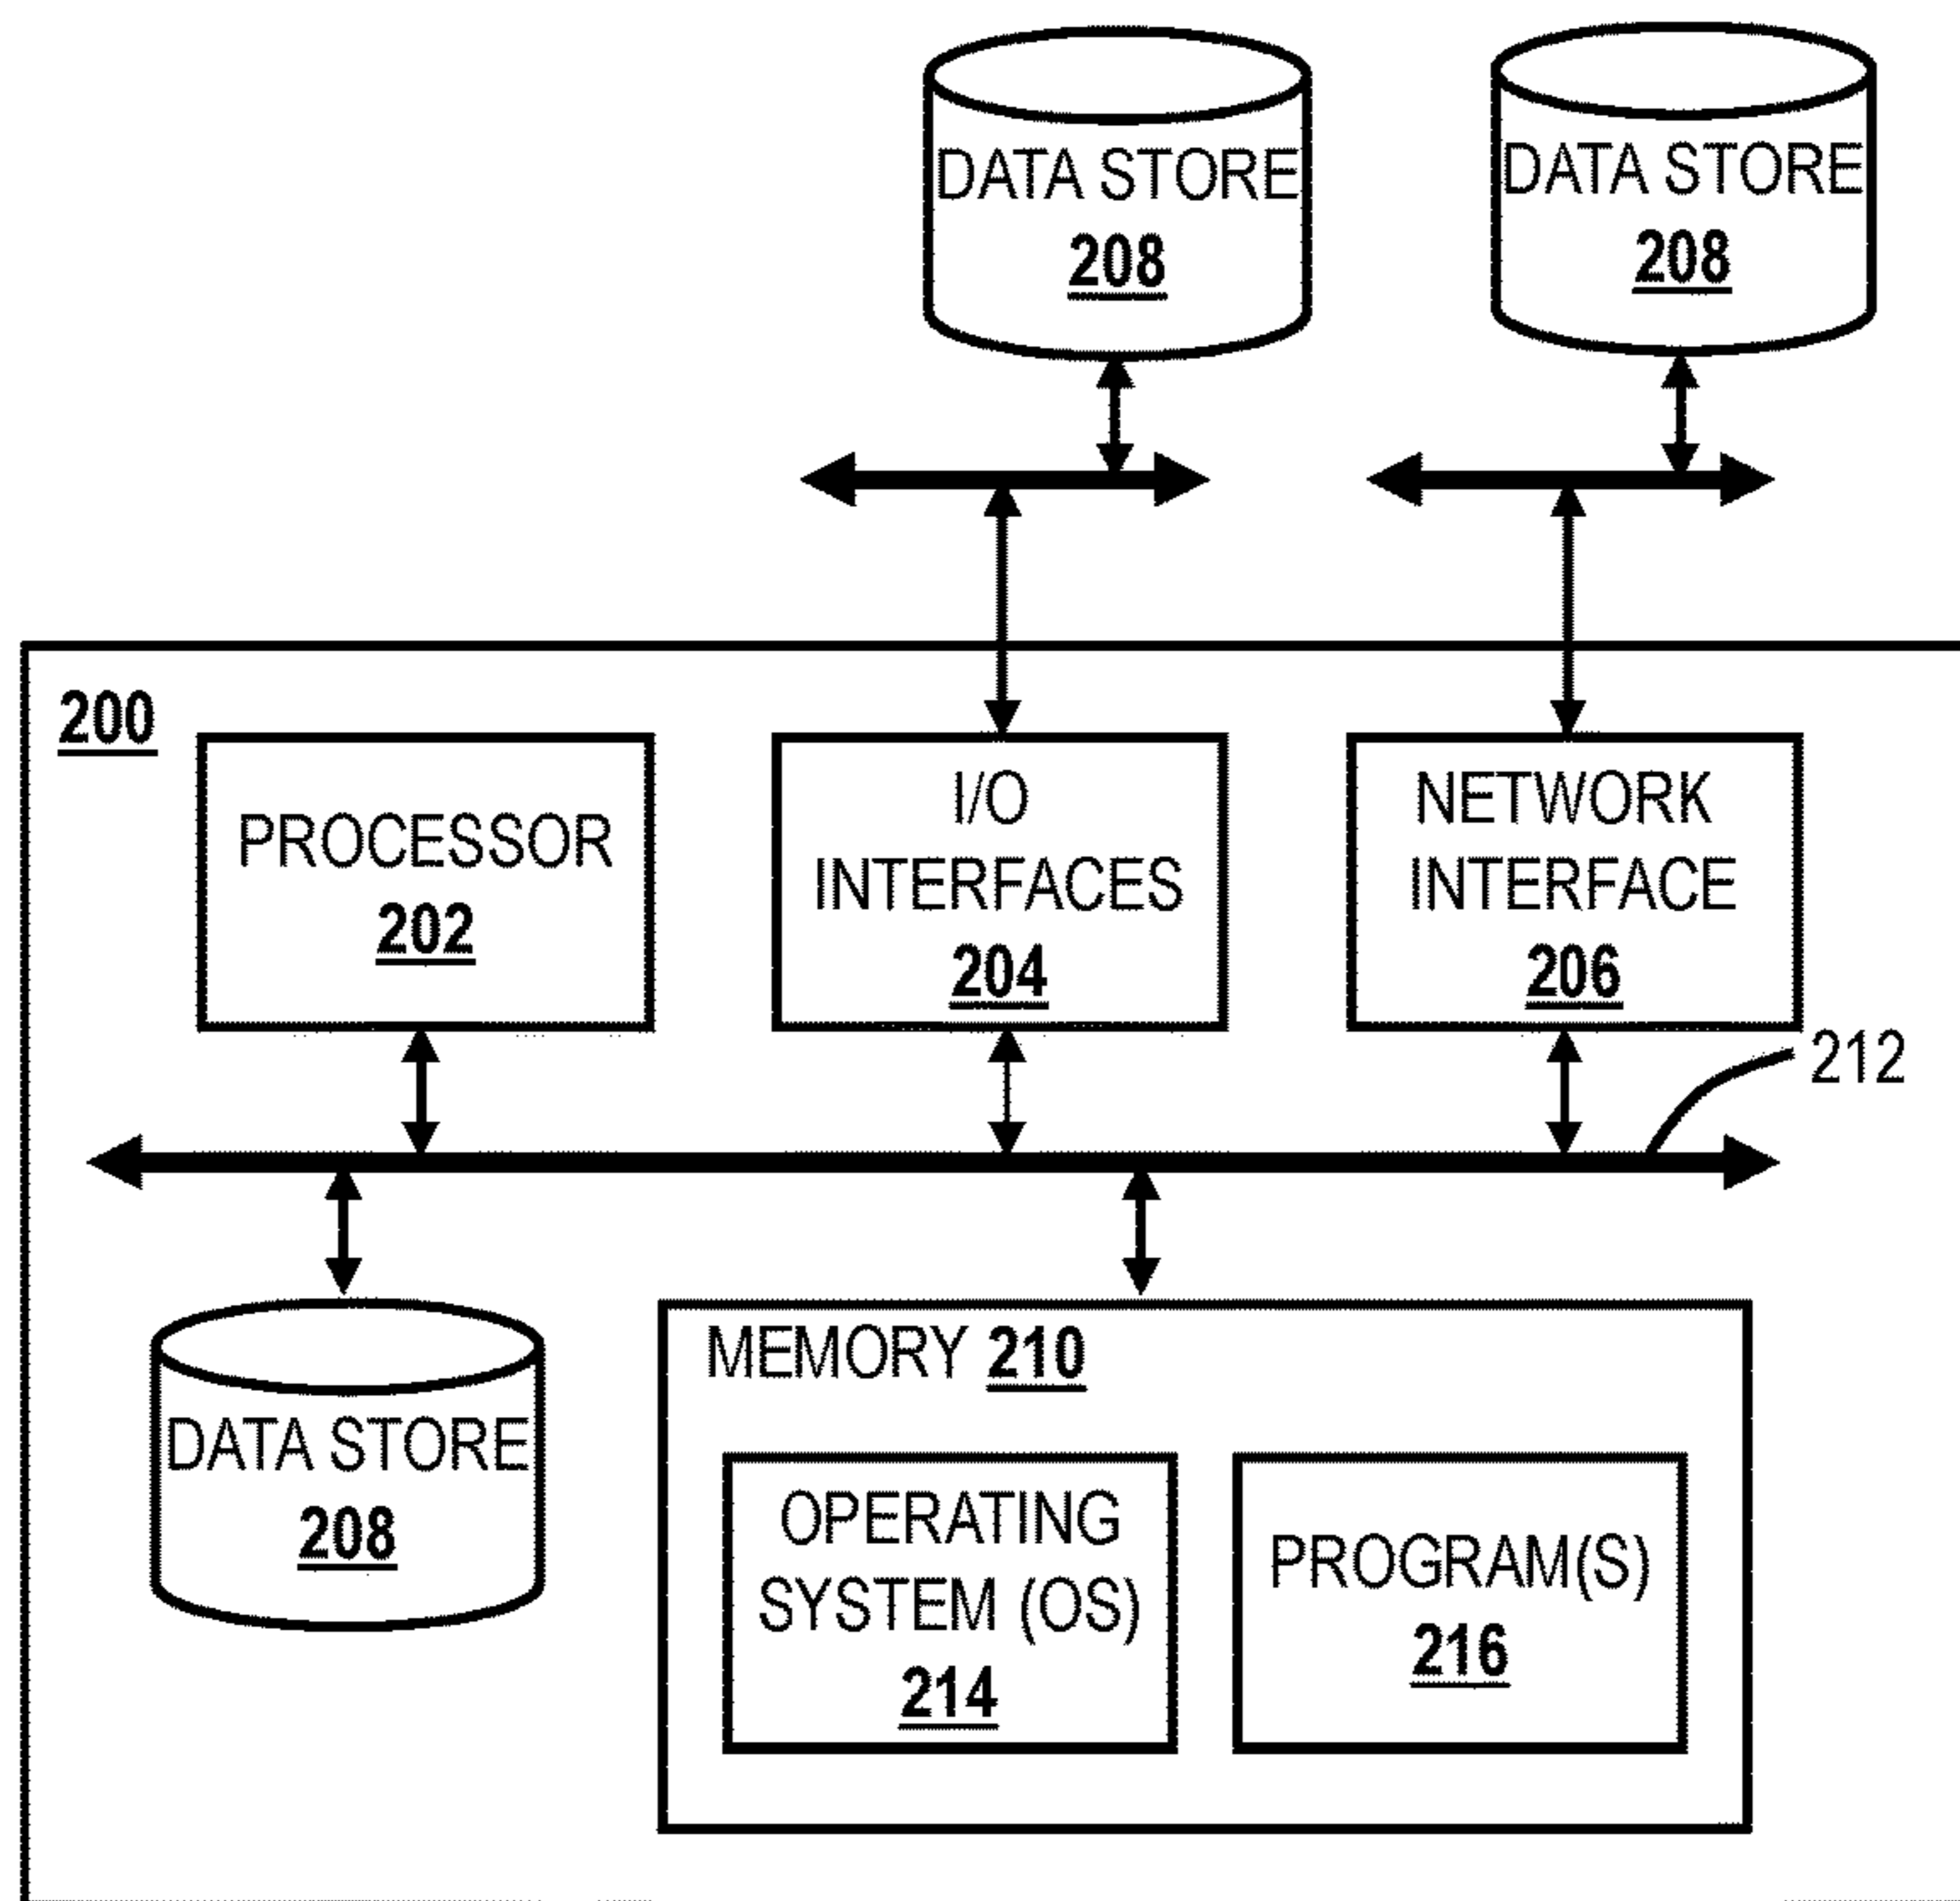 DATA STORE
208
DATA STORE
208
200
PROCESSOR
202
I/O
INTERFACES
204
NETWORK
INTERFACE
206
212
DATA STORE
208
MEMORY 210
OPERATING
SYSTEM (OS)
214
PROGRAM(S)
216